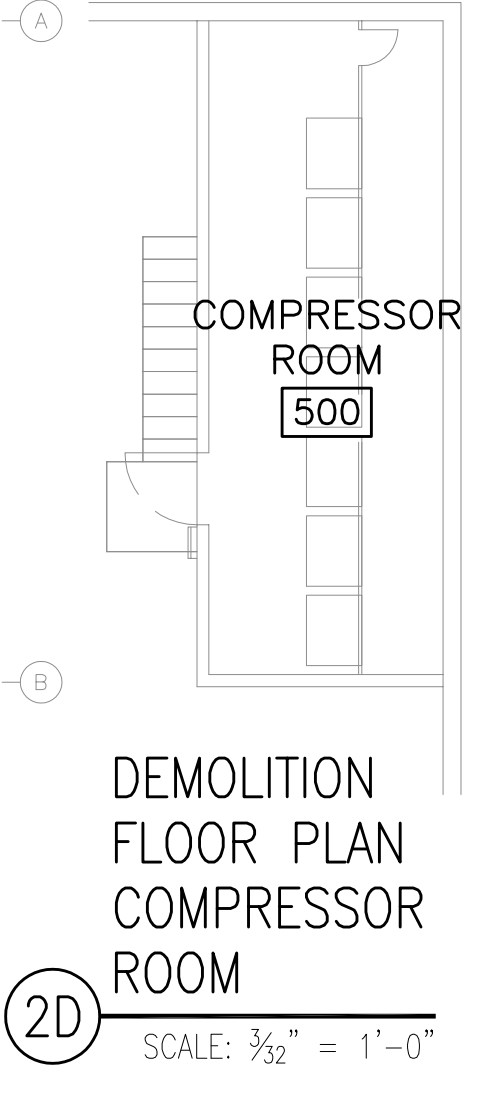 A
COMPRESSOR
ROOM
500
B
DEMOLITION
FLOOR PLAN
COMPRESSOR
ROOM
2D
SCALE: 3/32" = 1'-0"